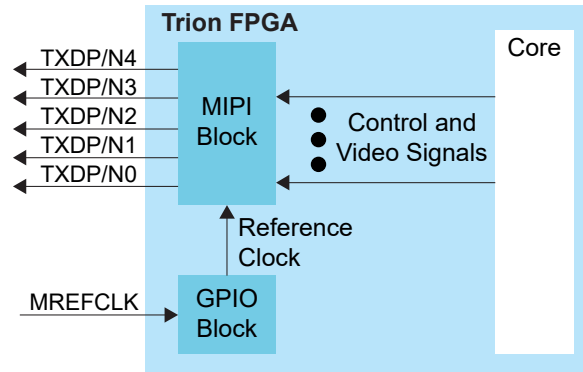 Trion FPGA
Core
TXDP/N4
TXDP/N3
TXDP/N2
TXDP/N1
TXDP/N0
MIPI
Block
Control and
Video Signals
Reference
Clock
MREFCLK
GPIO
Block